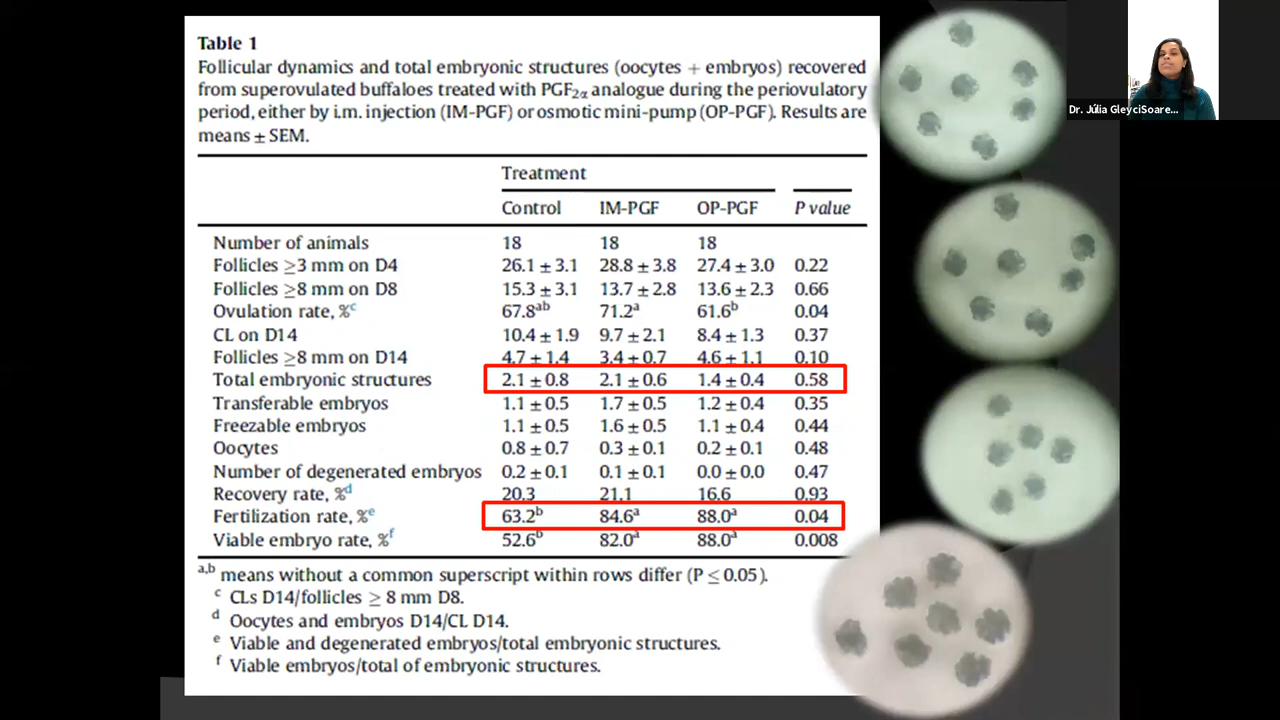 Table 1
Follicular dynamics and total embryonic structures (oocytes + embryos) recovered
from superovulated buffaloes treated with PGF2α analogue during the periovulatory
period, either by i.m. injection (IM-PGF) or osmotic mini-pump (OP-PGF). Results are
means ± SEM.
Treatment
Control IM-PGF OP-PGF P value
Number of animals 18 18 18
Follicles ≥3 mm on D4 26.1 ± 3.1 28.8 ± 3.8 27.4 ± 3.0 0.22
Follicles ≥8 mm on D8 15.3 ± 3.1 13.7 ± 2.8 13.6 ± 2.3 0.66
Ovulation rate, %c 67.8ab 71.2a 61.6b 0.04
CL on D14 10.4 ± 1.9 9.7 ± 2.1 8.4 ± 1.3 0.37
Follicles ≥8 mm on D14 4.7 ± 1.4 3.4 ± 0.7 4.6 ± 1.1 0.10
Total embryonic structures 2.1 ± 0.8 2.1 ± 0.6 1.4 ± 0.4 0.58
Transferable embryos 1.1 ± 0.5 1.7 ± 0.5 1.2 ± 0.4 0.35
Freezable embryos 1.1 ± 0.5 1.6 ± 0.5 1.1 ± 0.4 0.44
Oocytes 0.8 ± 0.7 0.3 ± 0.1 0.2 ± 0.1 0.48
Number of degenerated embryos 0.2 ± 0.1 0.1 ± 0.1 0.0 ± 0.0 0.47
Recovery rate, %d 20.3 21.1 16.6 0.93
Fertilization rate, %e 63.2b 84.6a 88.0a 0.04
Viable embryo rate, %f 52.6b 82.0a 88.0a 0.008
a,b means without a common superscript within rows differ (P ≤ 0.05).
c CLs D14/follicles ≥ 8 mm D8.
d Oocytes and embryos D14/CL D14.
e Viable and degenerated embryos/total embryonic structures.
f Viable embryos/total of embryonic structures.
Dr. Júlia GleyciSoare...